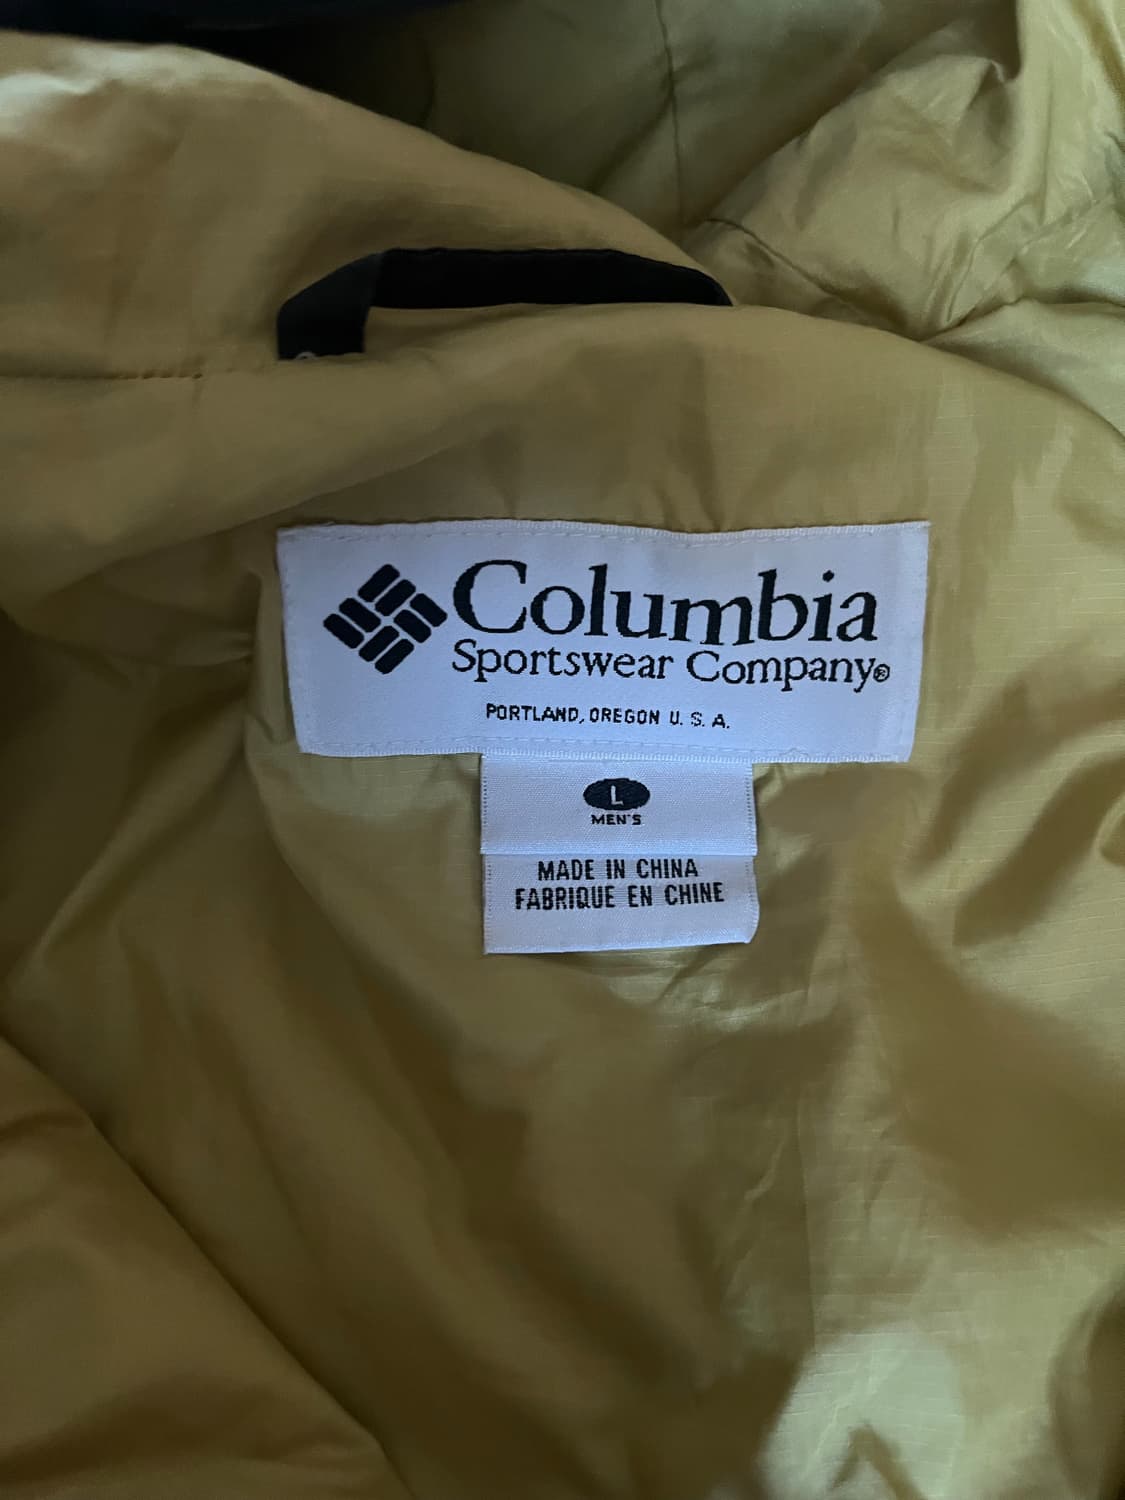 Columbia
Sportswear Company®
PORTLAND, OREGON U. S. A.
L
MEN'S
MADE IN CHINA
FABRIQUE EN CHINE